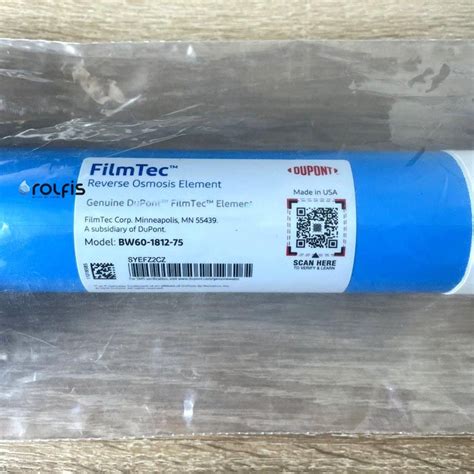 rolfis
FilmTec™
Reverse Osmosis Element
Genuine DuPont™ FilmTec™ Element
FilmTec Corp. Minneapolis, MN 55439.
A subsidiary of DuPont.
Model: BW60-1812-75
SYEFZ2CZ
DUPONT
Made in USA
SCAN HERE
TO VERIFY & LEARN